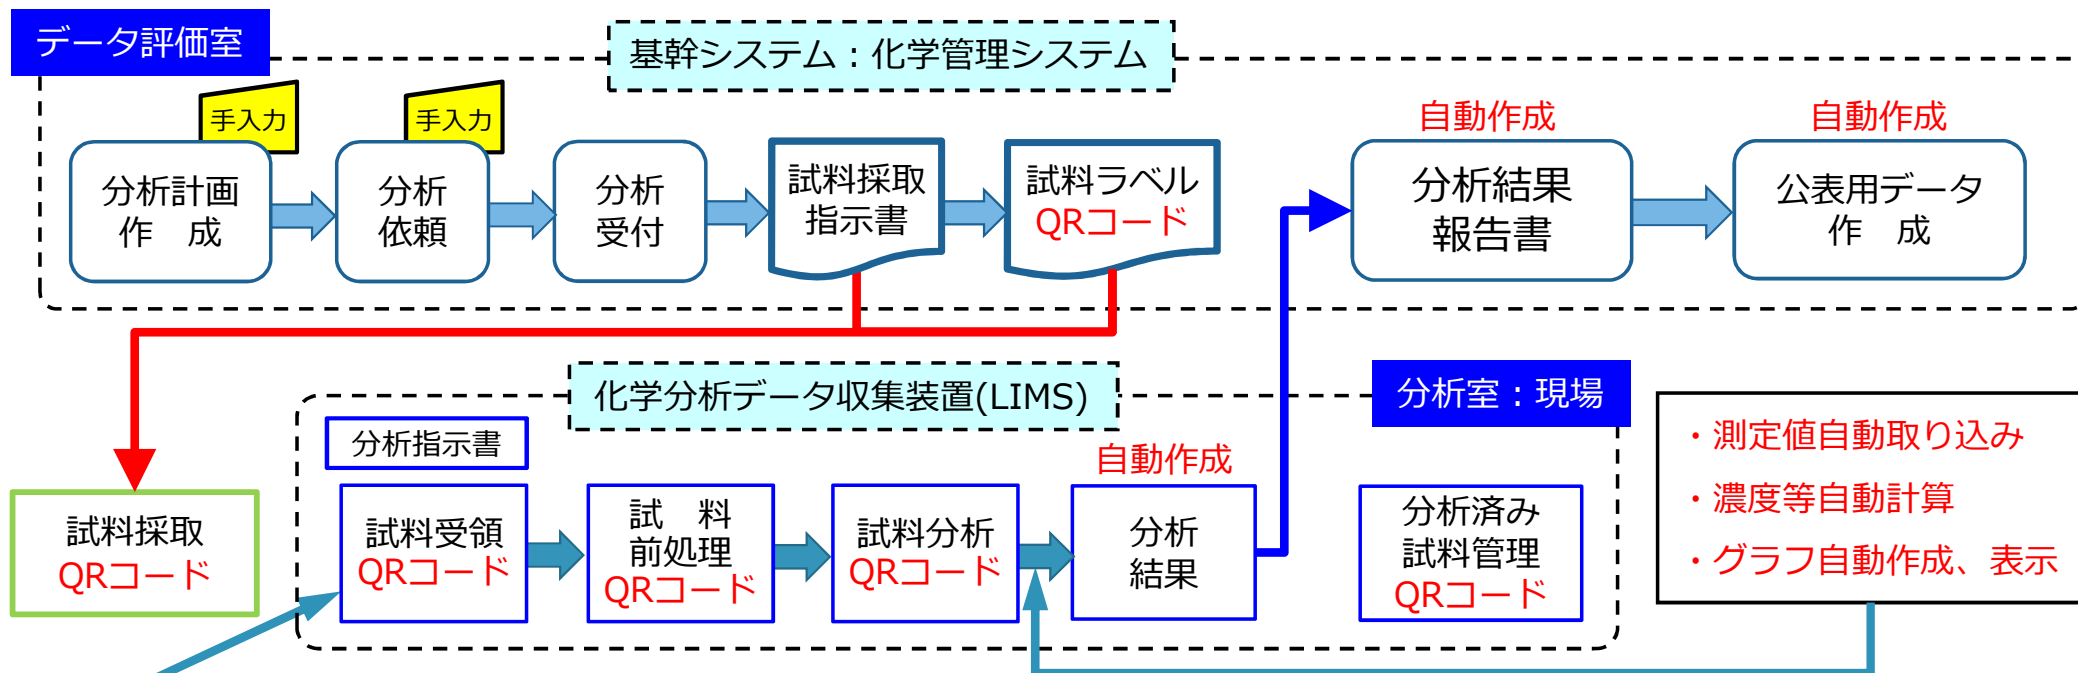 データ評価室
基幹システム：化学管理システム
手入力
手入力
自動作成
自動作成
分析計画
作　成
分析
依頼
分析
受付
試料採取
指示書
試料ラベル
QRコード
分析結果
報告書
公表用データ
作　成
化学分析データ収集装置(LIMS)
分析室：現場
分析指示書
自動作成
試料採取
QRコード
試料受領
QRコード
試　料
前処理
QRコード
試料分析
QRコード
分析
結果
分析済み
試料管理
QRコード
・測定値自動取り込み
・濃度等自動計算
・グラフ自動作成、表示